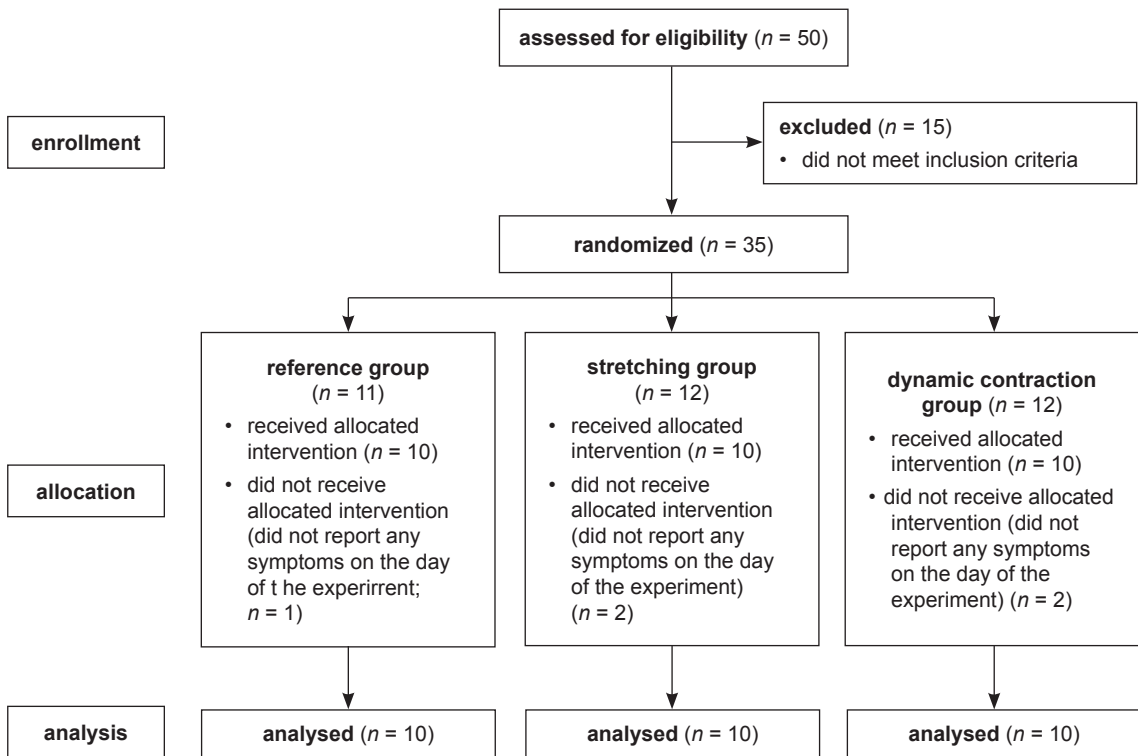 assessed for eligibility (n = 50)
enrollment
excluded (n = 15)
• did not meet inclusion criteria
randomized (n = 35)
allocation
reference group
(n = 11)
• received allocated
intervention (n = 10)
• did not receive
allocated intervention
(did not report any
symptoms on the day
of t he experirrent;
n = 1)
stretching group
(n = 12)
• received allocated
intervention (n = 10)
• did not receive
allocated intervention
(did not report any
symptoms on the day
of the experiment)
(n = 2)
dynamic contraction
group (n = 12)
• received allocated
intervention (n = 10)
• did not receive allocated
intervention (did not
report any symptoms
on the day of the
experiment) (n = 2)
analysis
analysed (n = 10)
analysed (n = 10)
analysed (n = 10)